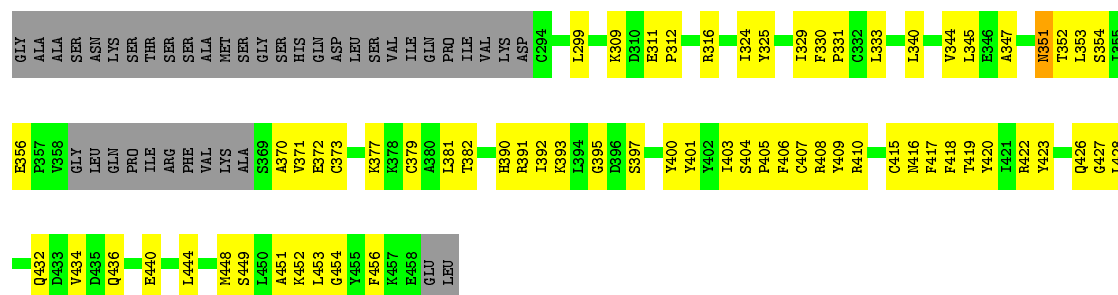 GLY ALA ALA SER ASN LYS SER THR SER SER ALA MET SER GLY SER HIS GLN ASP LEU SER VAL ILE GLN PRO ILE VAL LYS ASP C294 L299 K309 D310 E311 P312 R316 I324 Y325 I329 F330 P331 C332 L333 L340 V344 L345 E346 A347 N351 T352 L353 S354 I355
E356 P357 V358 GLY LEU GLN PRO ILE ARG PHE VAL LYS ALA S369 A370 V371 E372 C373 K377 K378 C379 A380 L381 T382 H390 R391 I392 K393 L394 G395 D396 S397 Y400 Y401 Y402 I403 S404 P405 F406 C407 R408 Y409 R410 C415 N416 F417 F418 T419 Y420 I421 R422 Y423 Q426 G427 L428
Q432 D433 V434 D435 Q436 E440 L444 M448 S449 L450 A451 K452 L453 G454 Y455 F456 K457 E458 GLU LEU